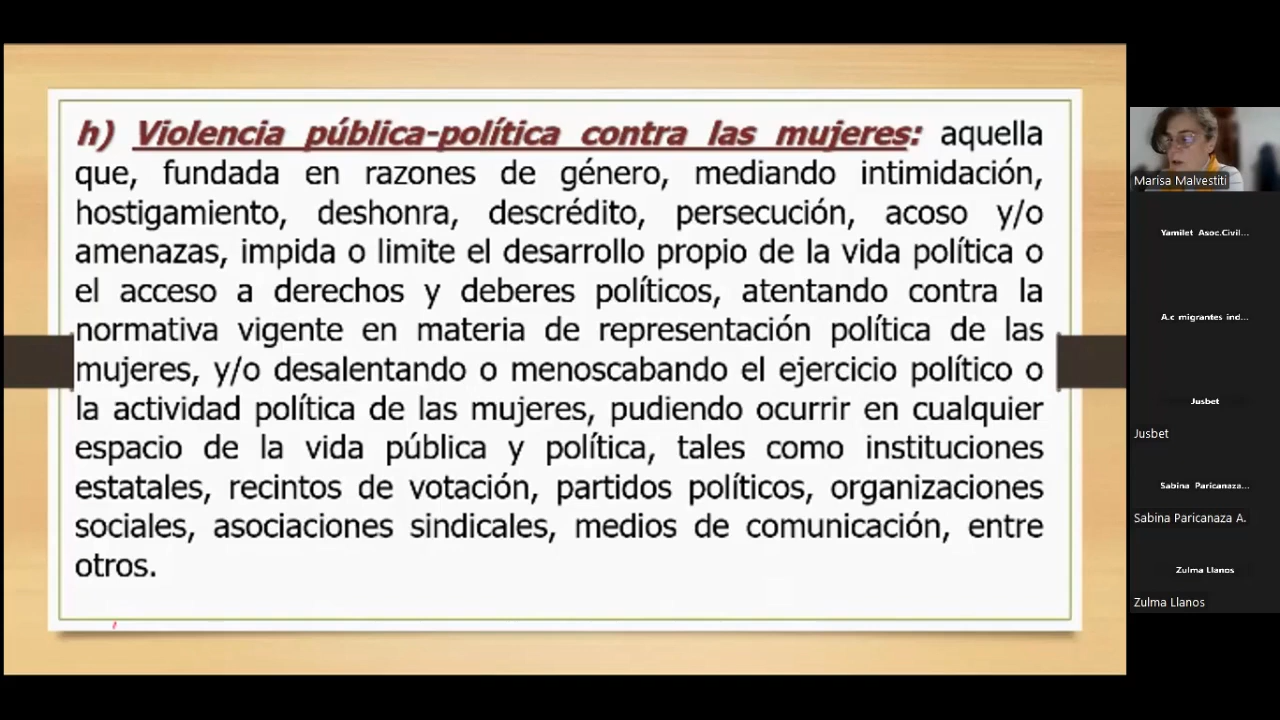 h) Violencia pública-política contra las mujeres: aquella
que, fundada en razones de género, mediando intimidación,
hostigamiento, deshonra, descrédito, persecución, acoso y/o
amenazas, impida o limite el desarrollo propio de la vida política o
el acceso a derechos y deberes políticos, atentando contra la
normativa vigente en materia de representación política de las
mujeres, y/o desalentando o menoscabando el ejercicio político o
la actividad política de las mujeres, pudiendo ocurrir en cualquier
espacio de la vida pública y política, tales como instituciones
estatales, recintos de votación, partidos políticos, organizaciones
sociales, asociaciones sindicales, medios de comunicación, entre
otros.
Marisa Malvestiti
Yamilet Asoc.Civil...
A.c migrantes ind...
Jusbet
Jusbet
Sabina Paricanaza...
Sabina Paricanaza A.
Zulma Llanos
Zulma Llanos